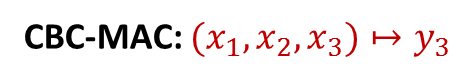 CBC-MAC: (x₁, x₂, x₃) ↦ y₃